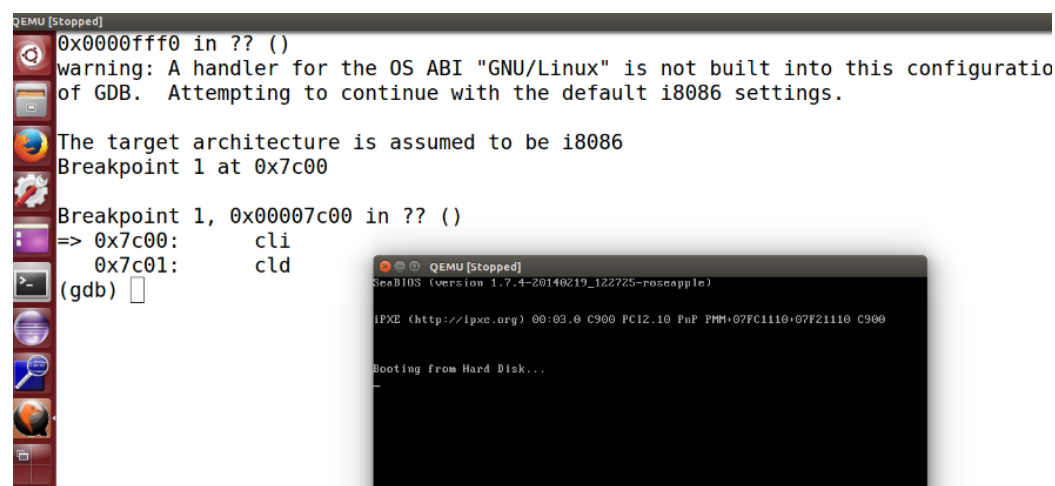 QEMU [Stopped]
0x0000fff0 in ?? ()
warning: A handler for the OS ABI "GNU/Linux" is not built into this configuratio
of GDB.  Attempting to continue with the default i8086 settings.
The target architecture is assumed to be i8086
Breakpoint 1 at 0x7c00
Breakpoint 1, 0x00007c00 in ?? ()
=> 0x7c00:      cli
   0x7c01:      cld
(gdb)
QEMU [Stopped]
SeaBIOS (version 1.7.4-20140219_122725-roseapple)
iPXE (http://ipxe.org) 00:03.0 C900 PCI2.10 PnP PMM+07FC1110+07F21110 C900
Booting from Hard Disk...